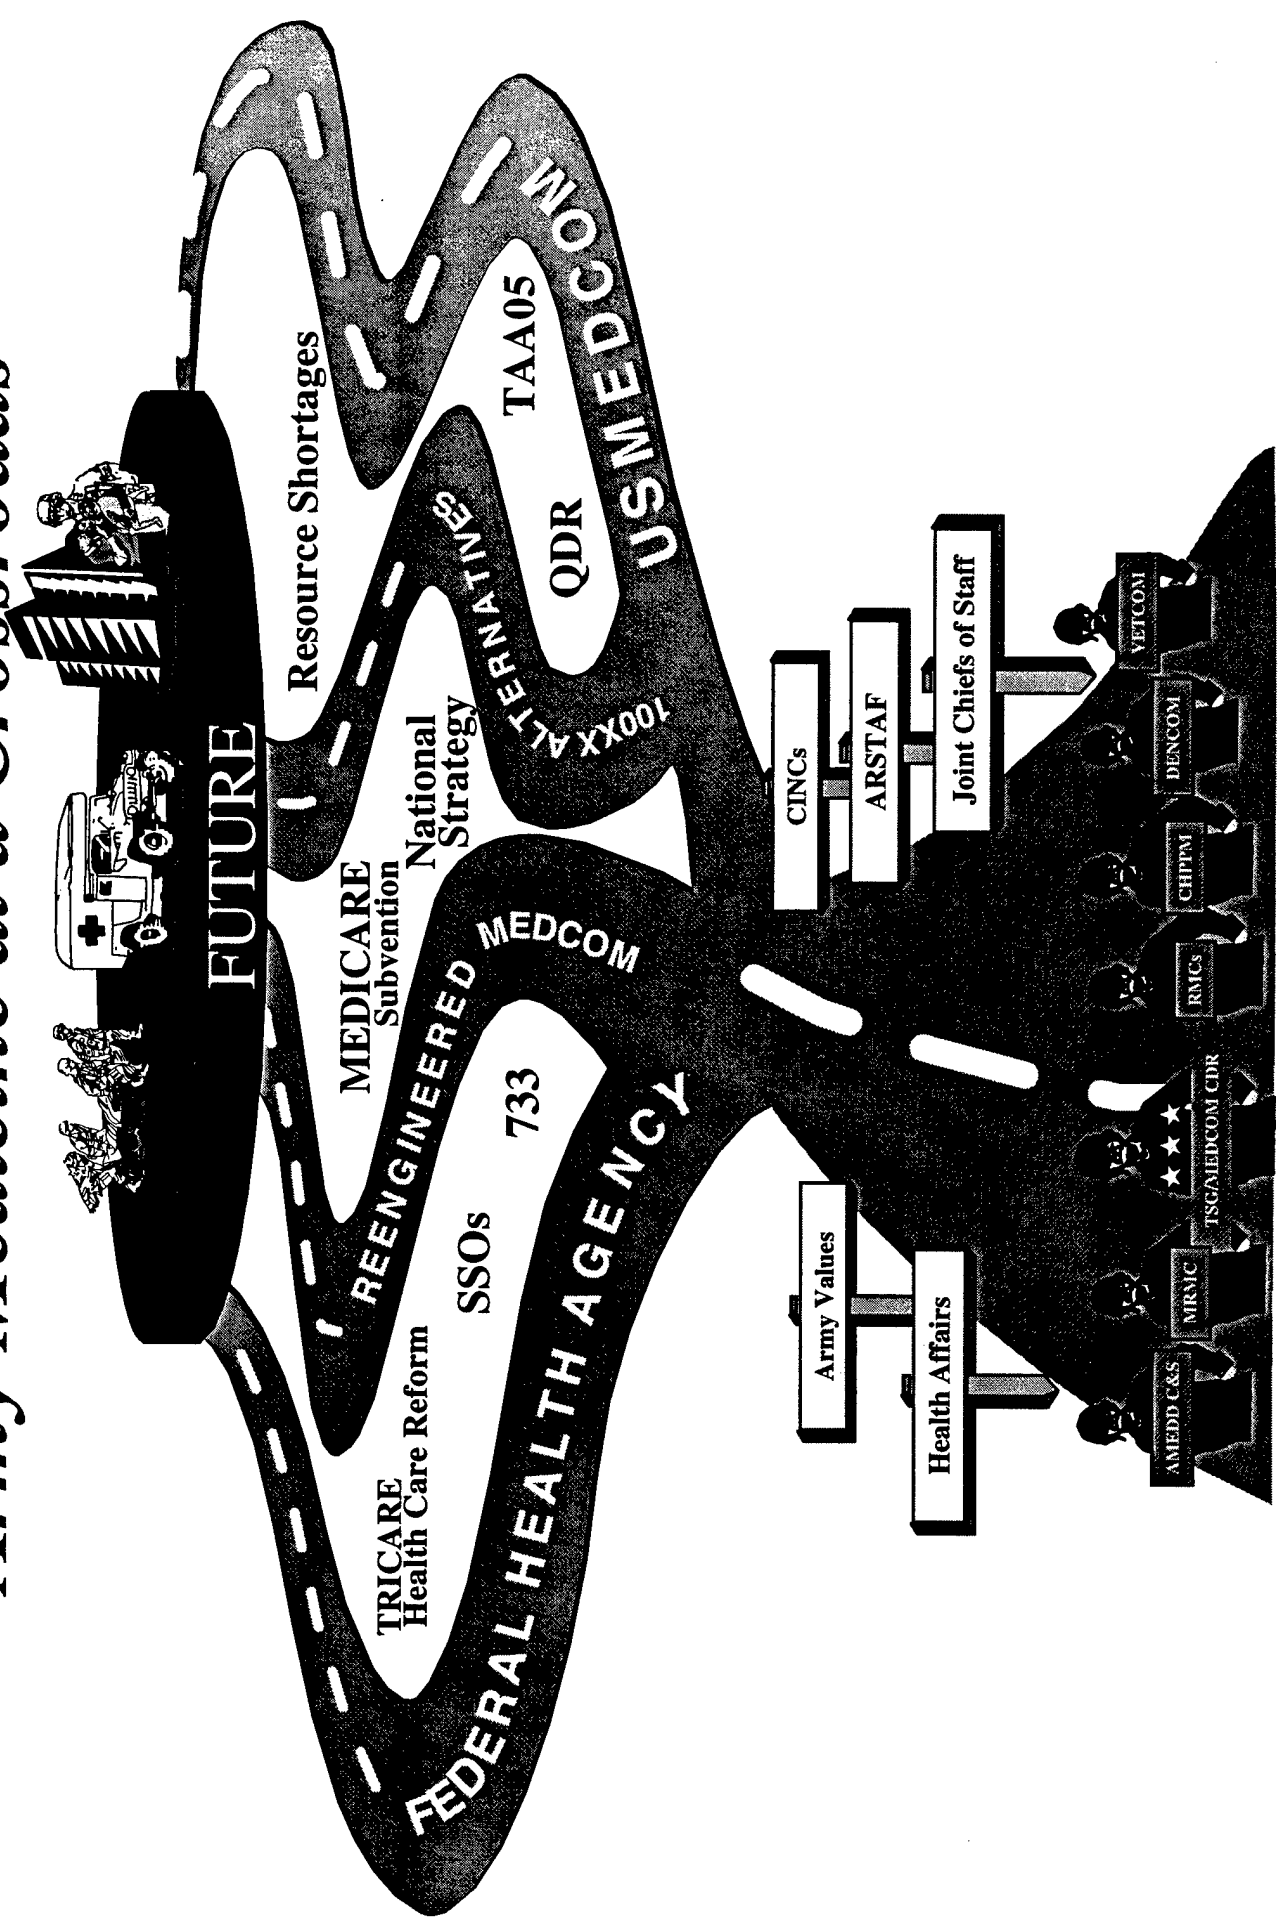 Army Medicine at a Crossroads
FUTURE
Resource Shortages
MEDICARE
Subvention
National
Strategy
TRICARE
Health Care Reform
SSOs
733
QDR
TAA05
FEDERAL HEALTH AGENCY
REENGINEERED MEDCOM
100XX ALTERNATIVES
USMEDCOM
Army Values
Health Affairs
CINCs
ARSTAF
Joint Chiefs of Staff
AMEDD C&S
MRMC
TSG/MEDCOM CDR
RMCs
CHPPM
DENCOM
VETCOM